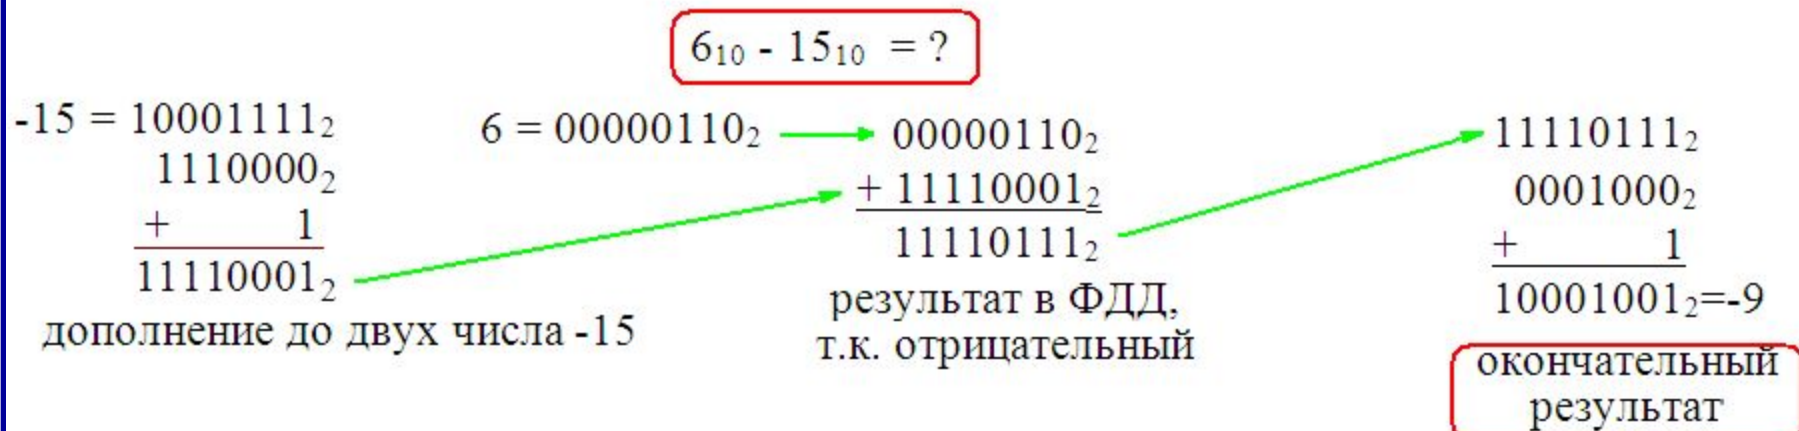 6₁₀ - 15₁₀ = ?
-15 = 10001111₂
1110000₂
+ 1
11110001₂
дополнение до двух числа -15
6 = 00000110₂
00000110₂
+ 11110001₂
11110111₂
результат в ФДД,
т.к. отрицательный
11110111₂
0001000₂
+ 1
10001001₂=-9
окончательный
результат